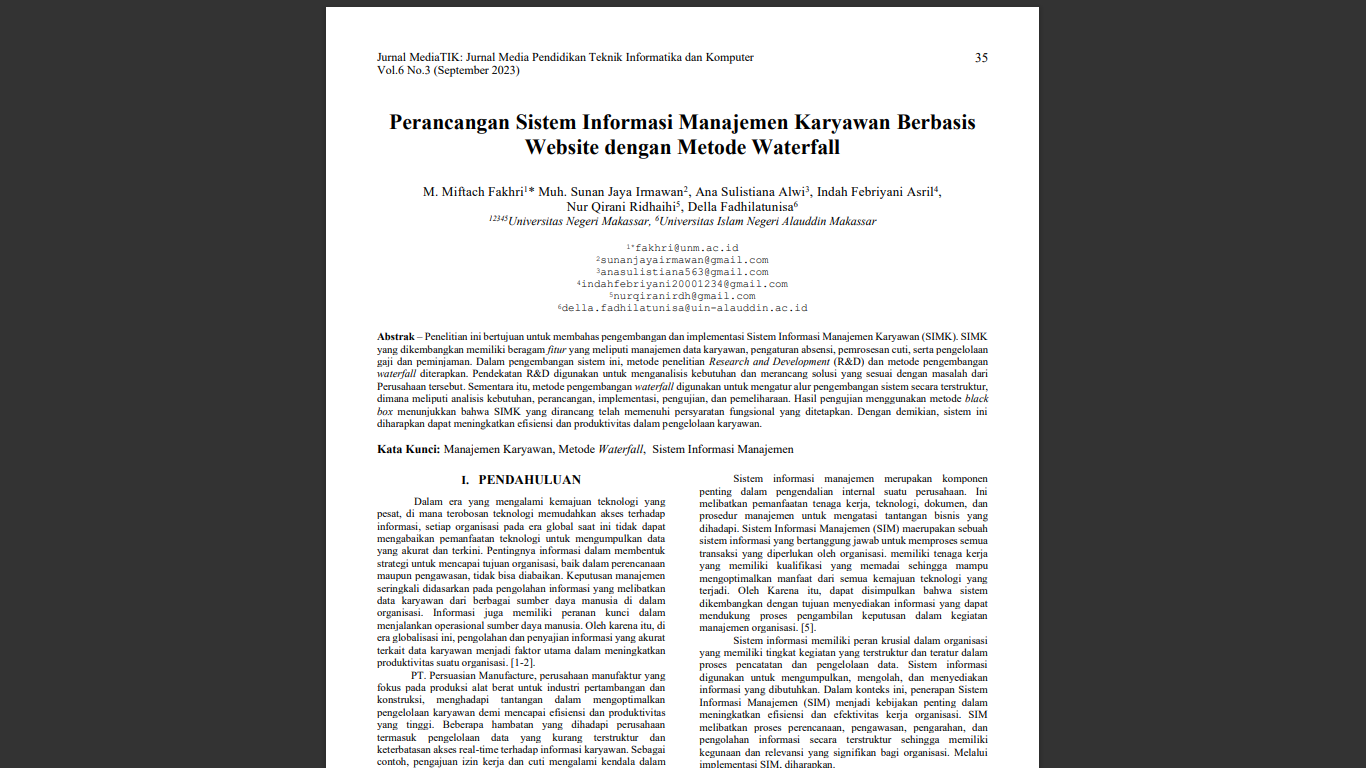 Jurnal MediaTIK: Jurnal Media Pendidikan Teknik Informatika dan Komputer
Vol.6 No.3 (September 2023)
35
Perancangan Sistem Informasi Manajemen Karyawan Berbasis
Website dengan Metode Waterfall
M. Miftach Fakhri1* Muh. Sunan Jaya Irmawan2, Ana Sulistiana Alwi3, Indah Febriyani Asril4,
Nur Qirani Ridhaihi5, Della Fadhilatunisa6
12345Universitas Negeri Makassar, 6Universitas Islam Negeri Alauddin Makassar
1*fakhri@unm.ac.id
2sunanjayairmawan@gmail.com
3anasulistiana563@gmail.com
4indahfebriyani20001234@gmail.com
5nurqiranirdh@gmail.com
6della.fadhilatunisa@uin-alauddin.ac.id
Abstrak – Penelitian ini bertujuan untuk membahas pengembangan dan implementasi Sistem Informasi Manajemen Karyawan (SIMK). SIMK
yang dikembangkan memiliki beragam fitur yang meliputi manajemen data karyawan, pengaturan absensi, pemrosesan cuti, serta pengelolaan
gaji dan peminjaman. Dalam pengembangan sistem ini, metode penelitian Research and Development (R&D) dan metode pengembangan
waterfall diterapkan. Pendekatan R&D digunakan untuk menganalisis kebutuhan dan merancang solusi yang sesuai dengan masalah dari
Perusahaan tersebut. Sementara itu, metode pengembangan waterfall digunakan untuk mengatur alur pengembangan sistem secara terstruktur,
dimana meliputi analisis kebutuhan, perancangan, implementasi, pengujian, dan pemeliharaan. Hasil pengujian menggunakan metode black
box menunjukkan bahwa SIMK yang dirancang telah memenuhi persyaratan fungsional yang ditetapkan. Dengan demikian, sistem ini
diharapkan dapat meningkatkan efisiensi dan produktivitas dalam pengelolaan karyawan.
Kata Kunci: Manajemen Karyawan, Metode Waterfall, Sistem Informasi Manajemen
I. PENDAHULUAN
Dalam era yang mengalami kemajuan teknologi yang
pesat, di mana terobosan teknologi memudahkan akses terhadap
informasi, setiap organisasi pada era global saat ini tidak dapat
mengabaikan pemanfaatan teknologi untuk mengumpulkan data
yang akurat dan terkini. Pentingnya informasi dalam membentuk
strategi untuk mencapai tujuan organisasi, baik dalam perencanaan
maupun pengawasan, tidak bisa diabaikan. Keputusan manajemen
seringkali didasarkan pada pengolahan informasi yang melibatkan
data karyawan dari berbagai sumber daya manusia di dalam
organisasi. Informasi juga memiliki peranan kunci dalam
menjalankan operasional sumber daya manusia. Oleh karena itu, di
era globalisasi ini, pengolahan dan penyajian informasi yang akurat
terkait data karyawan menjadi faktor utama dalam meningkatkan
produktivitas suatu organisasi. [1-2].
PT. Persuasian Manufacture, perusahaan manufaktur yang
fokus pada produksi alat berat untuk industri pertambangan dan
konstruksi, menghadapi tantangan dalam mengoptimalkan
pengelolaan karyawan demi mencapai efisiensi dan produktivitas
yang tinggi. Beberapa hambatan yang dihadapi perusahaan
termasuk pengelolaan data yang kurang terstruktur dan
keterbatasan akses real-time terhadap informasi karyawan. Sebagai
contoh, pengajuan izin kerja dan cuti mengalami kendala dalam
Sistem informasi manajemen merupakan komponen
penting dalam pengendalian internal suatu perusahaan. Ini
melibatkan pemanfaatan tenaga kerja, teknologi, dokumen, dan
prosedur manajemen untuk mengatasi tantangan bisnis yang
dihadapi. Sistem Informasi Manajemen (SIM) maerupakan sebuah
sistem informasi yang bertanggung jawab untuk memproses semua
transaksi yang diperlukan oleh organisasi. memiliki tenaga kerja
yang memiliki kualifikasi yang memadai sehingga mampu
mengoptimalkan manfaat dari semua kemajuan teknologi yang
terjadi. Oleh Karena itu, dapat disimpulkan bahwa sistem
dikembangkan dengan tujuan menyediakan informasi yang dapat
mendukung proses pengambilan keputusan dalam kegiatan
manajemen organisasi. [5].
Sistem informasi memiliki peran krusial dalam organisasi
yang memiliki tingkat kegiatan yang terstruktur dan teratur dalam
proses pencatatan dan pengelolaan data. Sistem informasi
digunakan untuk mengumpulkan, mengolah, dan menyediakan
informasi yang dibutuhkan. Dalam konteks ini, penerapan Sistem
Informasi Manajemen (SIM) menjadi kebijakan penting dalam
meningkatkan efisiensi dan efektivitas kerja organisasi. SIM
melibatkan proses perencanaan, pengawasan, pengarahan, dan
pengolahan informasi secara terstruktur sehingga memiliki
kegunaan dan relevansi yang signifikan bagi organisasi. Melalui
implementasi SIM, diharapkan,